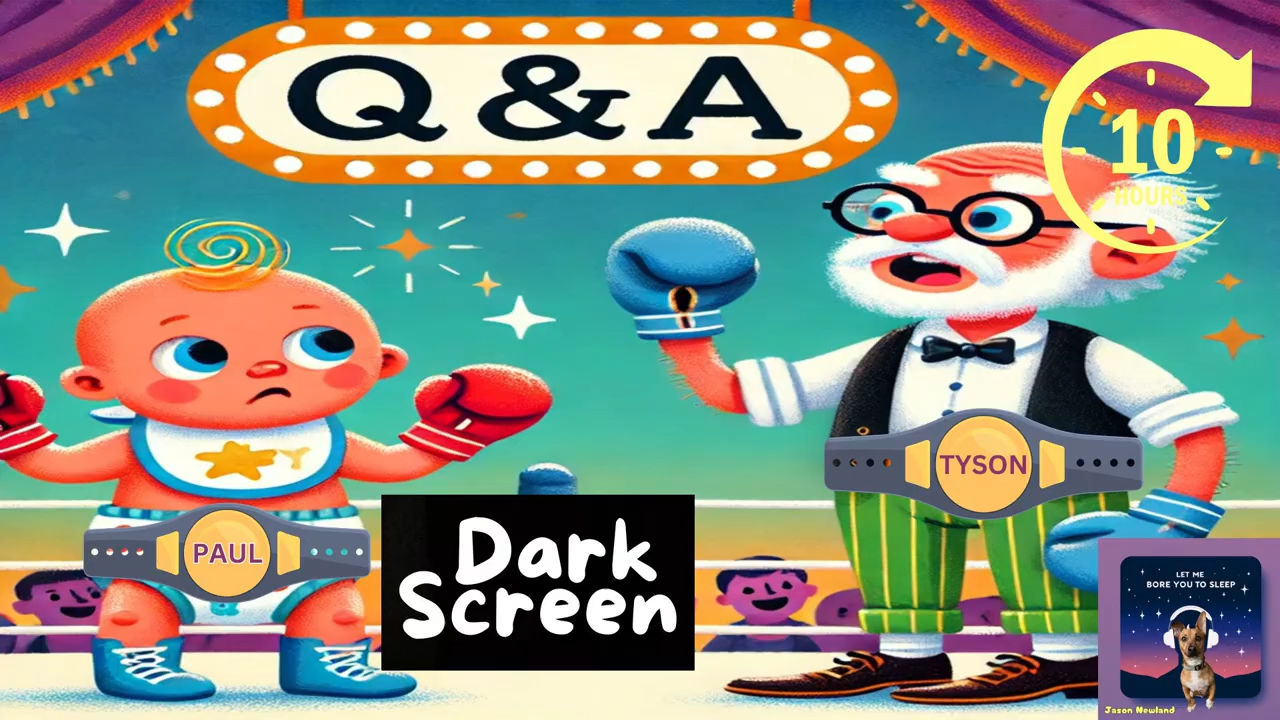 Q & A
10
HOURS
TYSON
PAUL
Dark
Screen
LET ME
BORE YOU TO SLEEP
Jason Newland